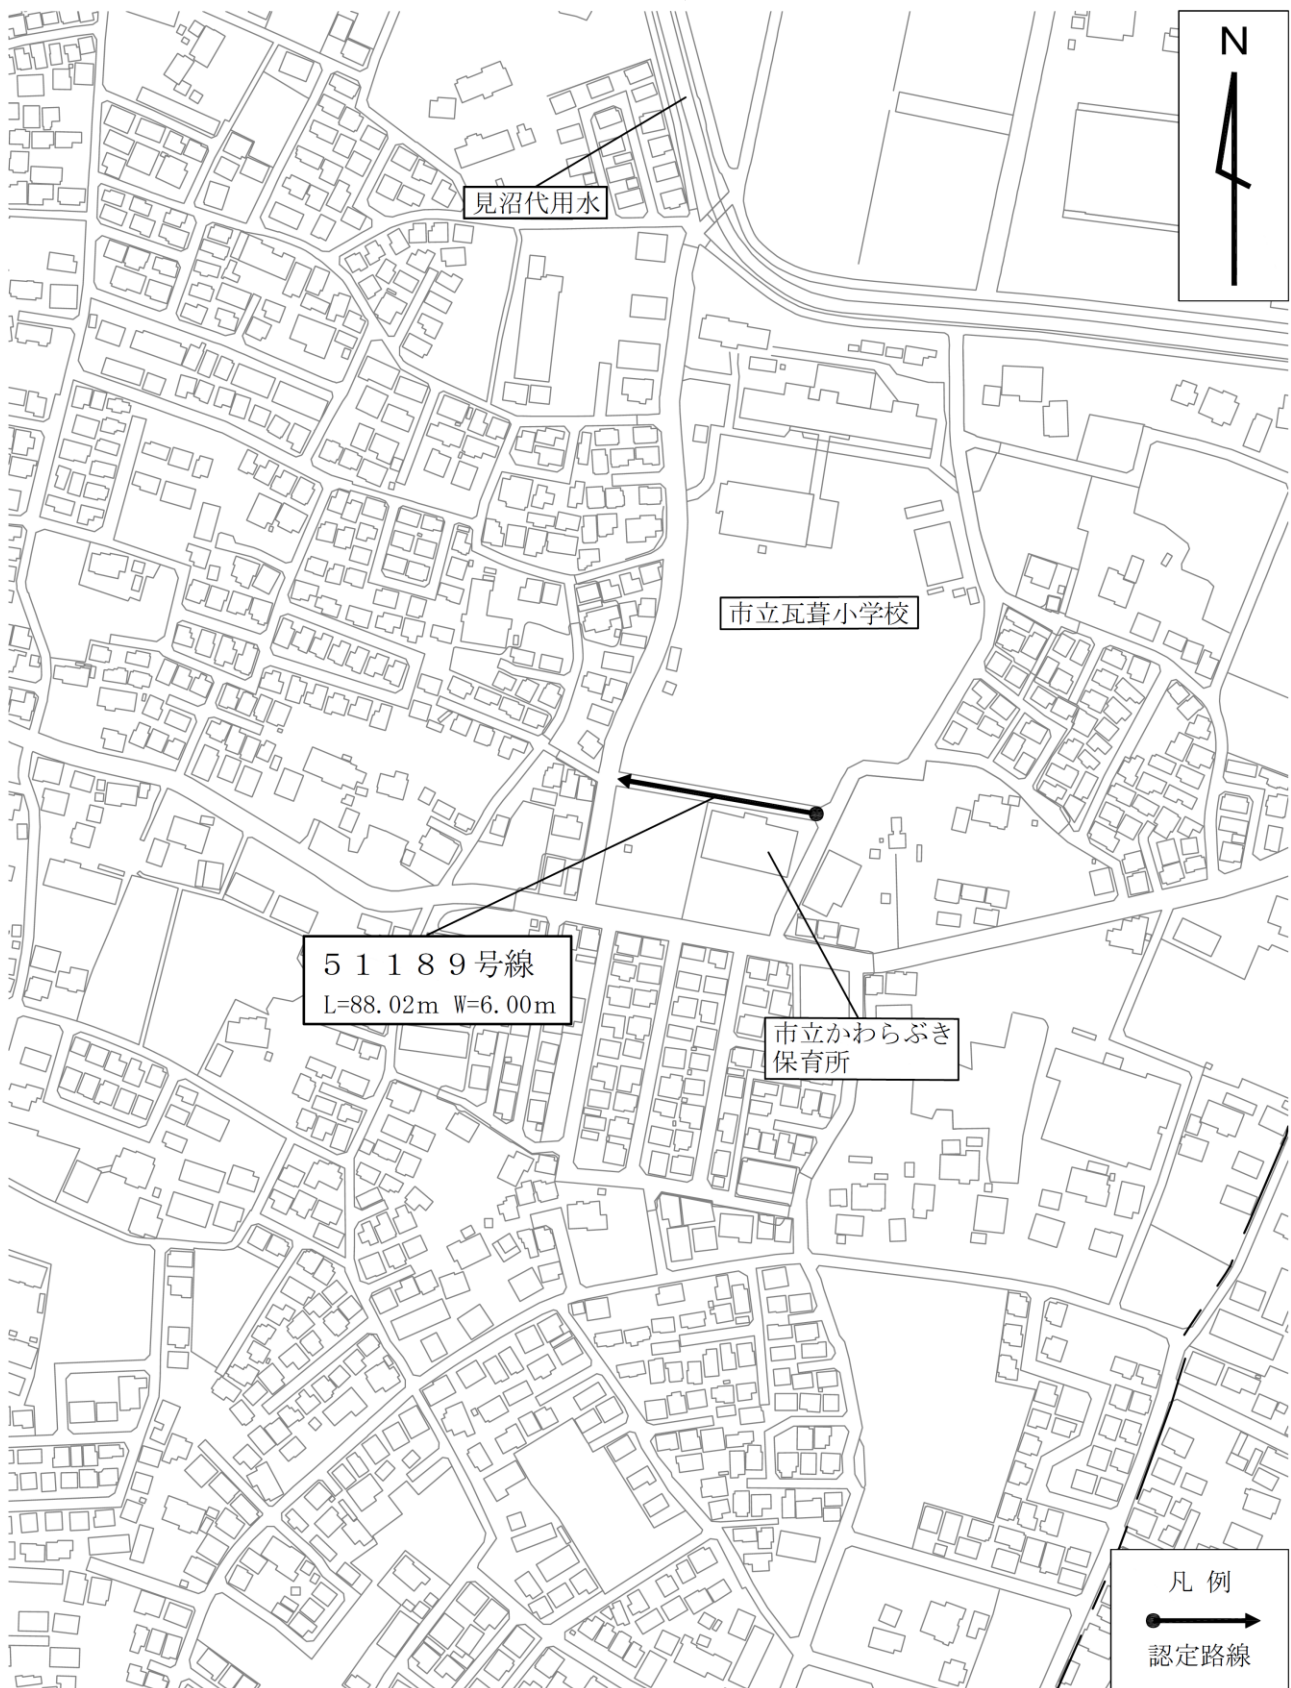 N
見沼代用水
市立瓦葺小学校
５１１８９号線
L=88.02m W=6.00m
市立かわらぶき
保育所
凡 例
認定路線